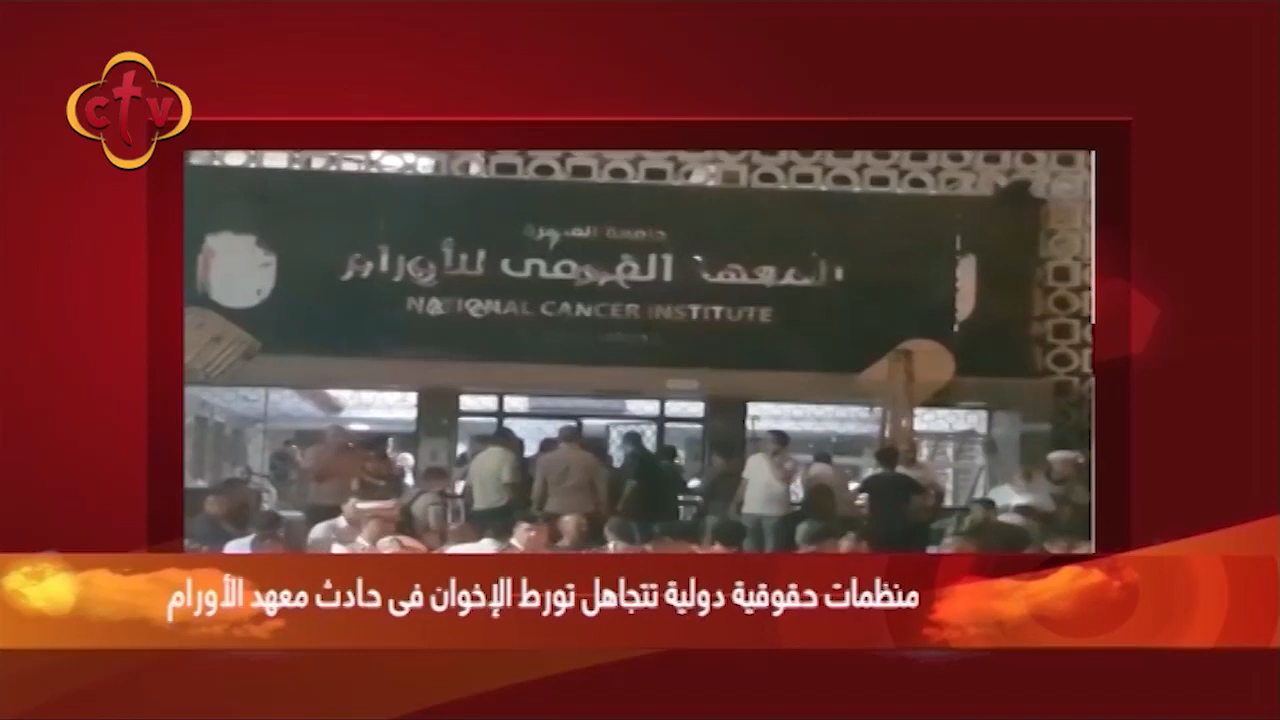 CTV
جامعة القاهرة
المعهد القومى للأورام
NATIONAL CANCER INSTITUTE
منظمات حقوقية دولية تتجاهل تورط الإخوان فى حادث معهد الأورام